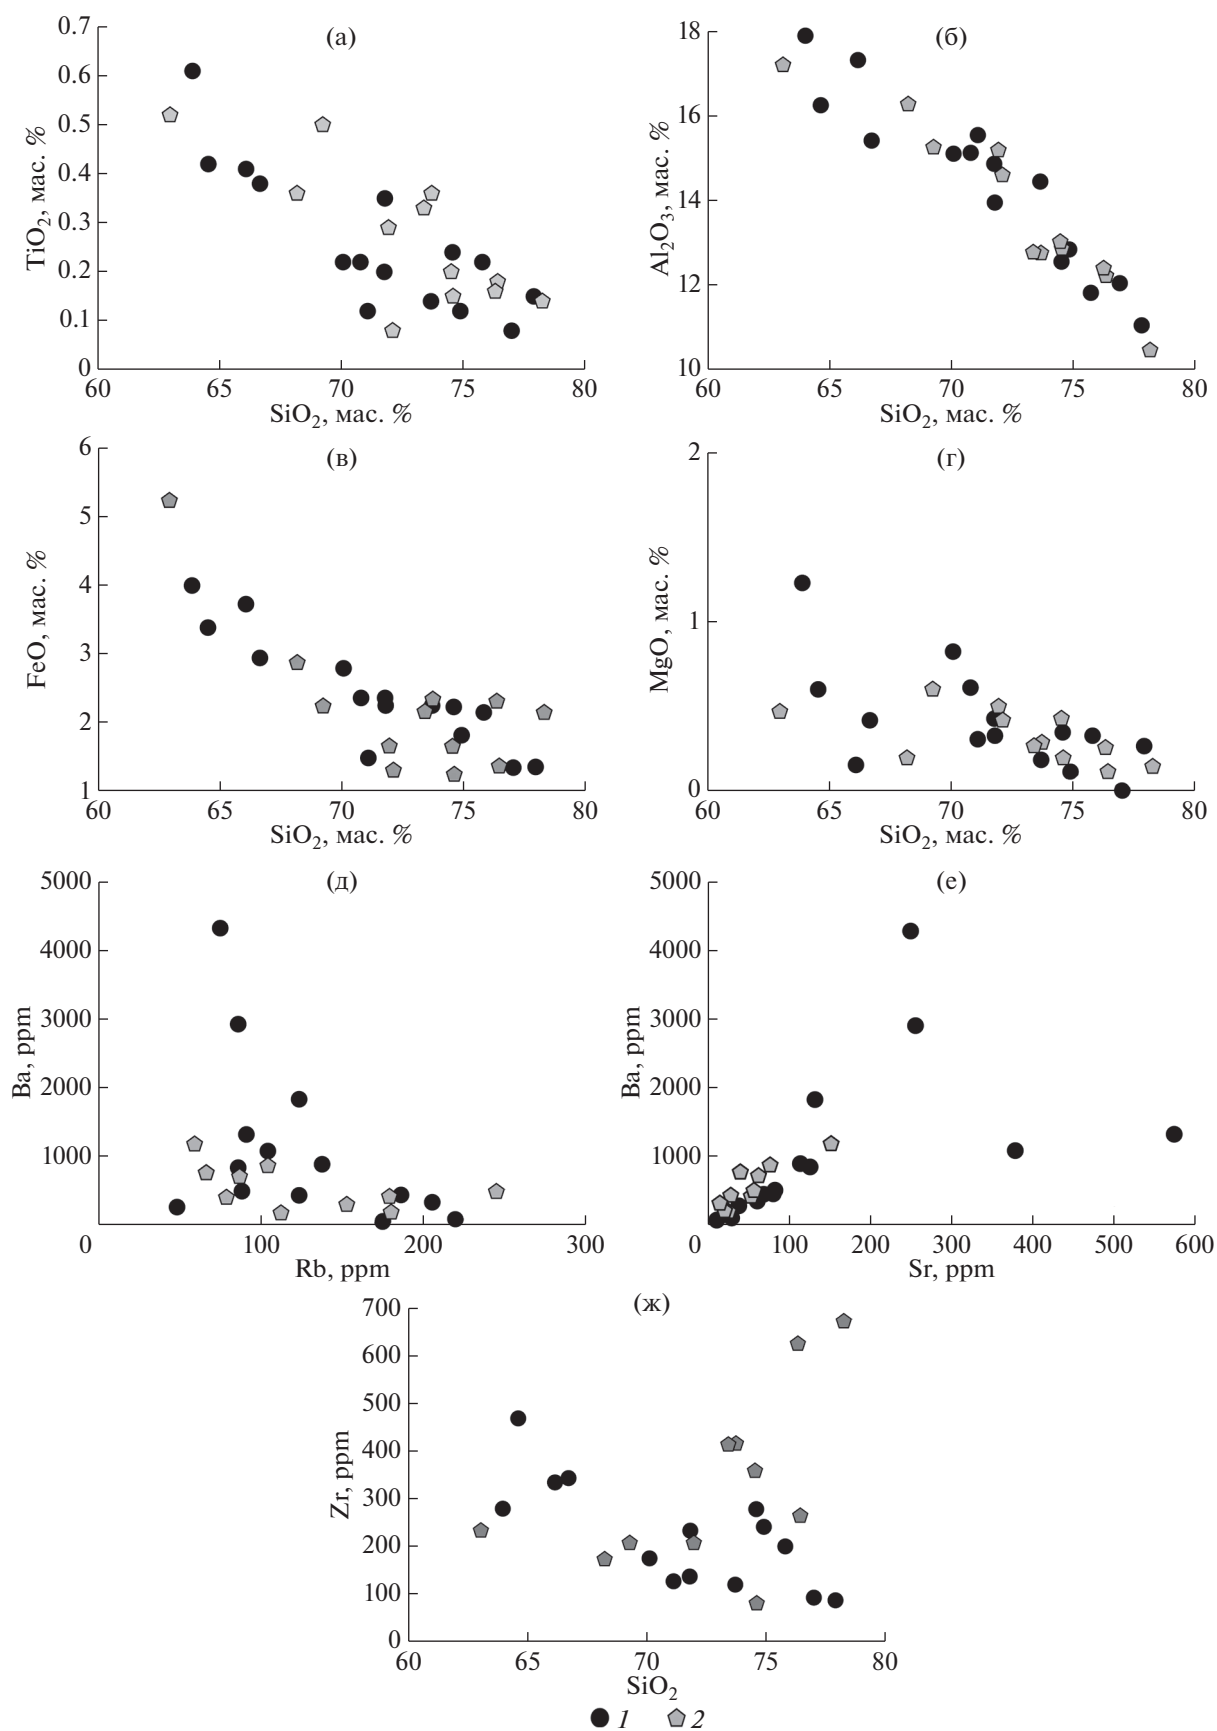 (а)
0.7
0.6
0.5
0.4
0.3
0.2
0.1
0
TiO2, мас. %
60 65 70 75 80
SiO2, мас. %
(б)
18
16
14
12
10
Al2O3, мас. %
60 65 70 75 80
SiO2, мас. %
(в)
6
5
4
3
2
1
FeO, мас. %
60 65 70 75 80
SiO2, мас. %
(г)
2
1
0
MgO, мас. %
60 65 70 75 80
SiO2, мас. %
(д)
5000
4000
3000
2000
1000
Ba, ppm
0 100 200 300
Rb, ppm
(е)
5000
4000
3000
2000
1000
Ba, ppm
0 100 200 300 400 500 600
Sr, ppm
(ж)
700
600
500
400
300
200
100
0
Zr, ppm
60 65 70 75 80
SiO2
1 2